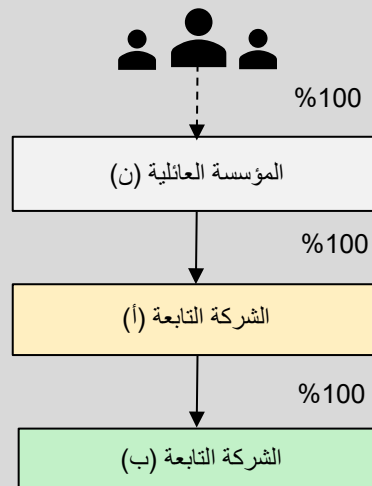 %100
المؤسسة العائلية (ن)
%100
الشركة التابعة (أ)
%100
الشركة التابعة (ب)